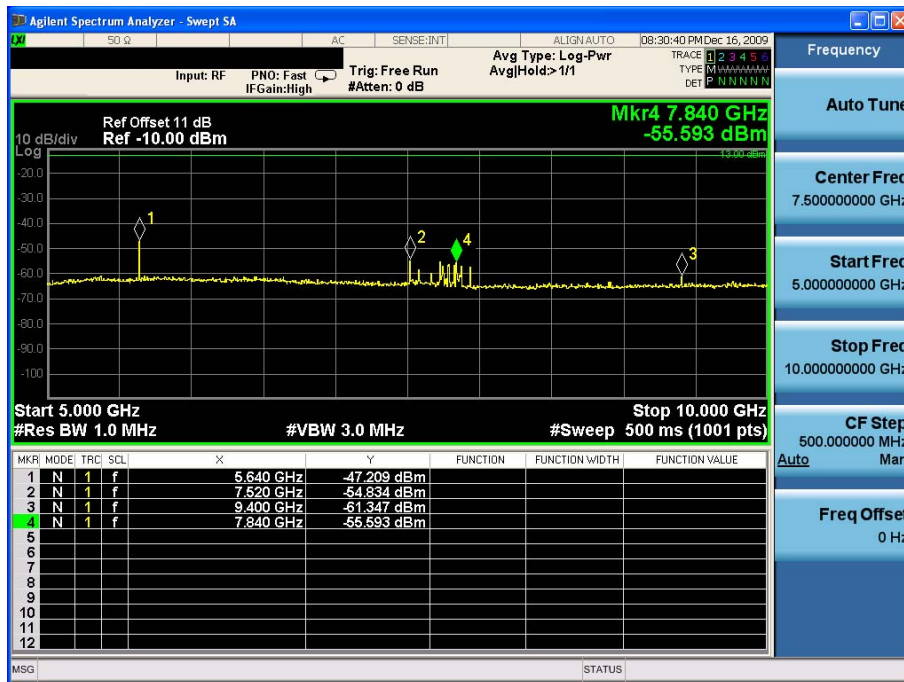 Agilent Spectrum Analyzer - Swept SA
LXI 50 Ω AC SENSE:INT ALIGN AUTO 08:30:40 PM Dec 16, 2009
Input: RF PNO: Fast IFGain:High Trig: Free Run #Atten: 0 dB Avg Type: Log-Pwr Avg|Hold:>1/1
TRACE 1 2 3 4 5 6
TYPE M WWWWW
DET P N N N N N
Mkr4 7.840 GHz
-55.593 dBm
Ref Offset 11 dB
10 dB/div Ref -10.00 dBm
Log
-13.00 dBm
-20.0
-30.0
-40.0
-50.0
-60.0
-70.0
-80.0
-90.0
-100
1
2
4
3
Start 5.000 GHz Stop 10.000 GHz
#Res BW 1.0 MHz #VBW 3.0 MHz #Sweep 500 ms (1001 pts)
MKR MODE TRC SCL X Y FUNCTION FUNCTION WIDTH FUNCTION VALUE
1 N 1 f 5.640 GHz -47.209 dBm
2 N 1 f 7.520 GHz -54.834 dBm
3 N 1 f 9.400 GHz -61.347 dBm
4 N 1 f 7.840 GHz -55.593 dBm
5
6
7
8
9
10
11
12
MSG STATUS
Frequency
Auto Tune
Center Freq
7.500000000 GHz
Start Freq
5.000000000 GHz
Stop Freq
10.000000000 GHz
CF Step
500.000000 MHz
Auto Man
Freq Offset
0 Hz